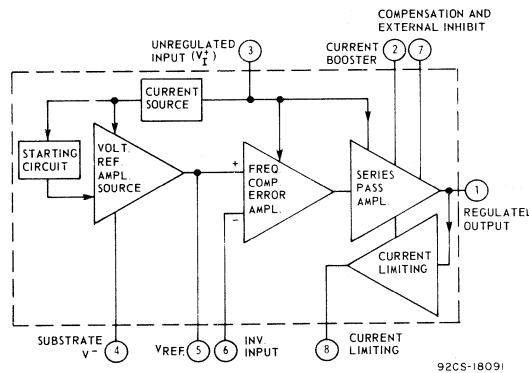 COMPENSATION AND
EXTERNAL INHIBIT
UNREGULATED
INPUT (V⁺I)
3
CURRENT
BOOSTER
2
7
CURRENT
SOURCE
STARTING
CIRCUIT
VOLT.
REF.
AMPL.
SOURCE
+
FREQ.
COMP.
ERROR
AMPL.
–
SERIES
PASS
AMPL.
1
REGULATED
OUTPUT
CURRENT
LIMITING
SUBSTRATE
V–
4
VREF.
5
6
INV.
INPUT
8
CURRENT
LIMITING
92CS-18091